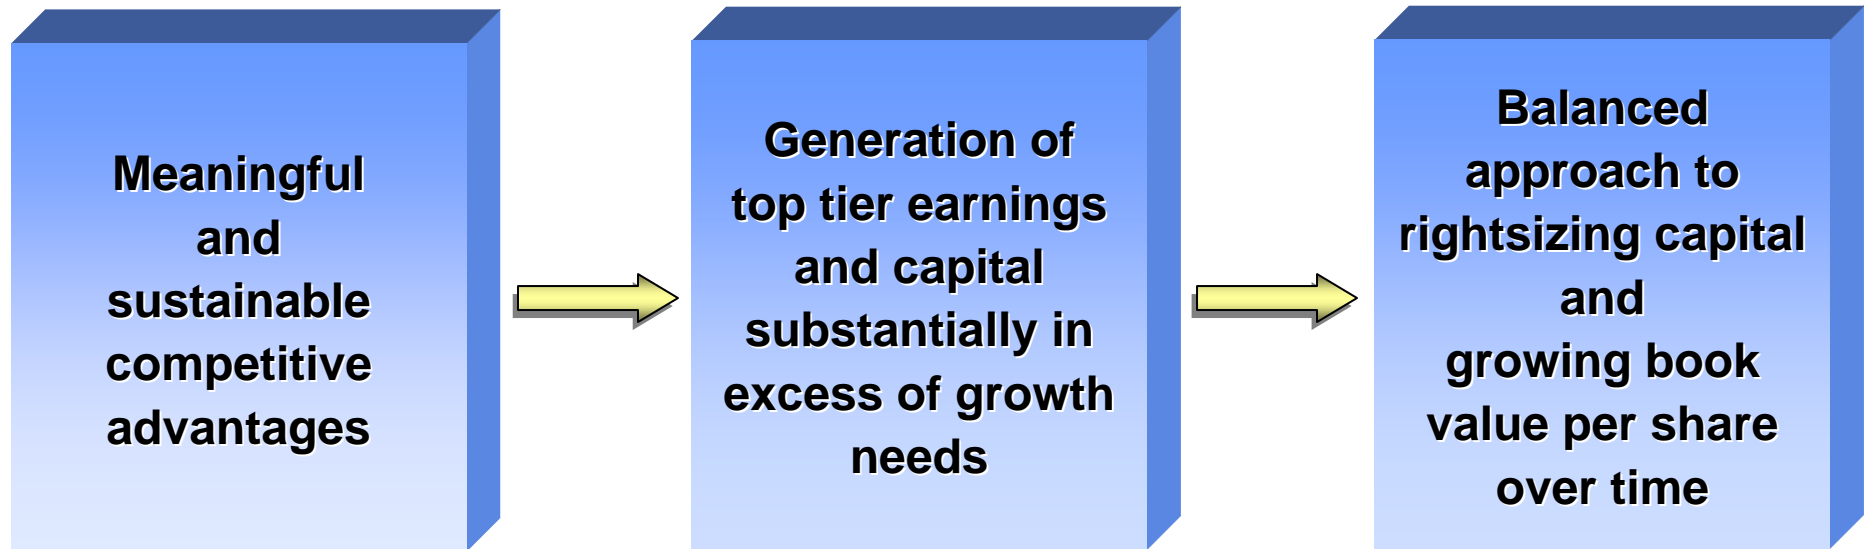 Meaningful
and
sustainable
competitive
advantages
Generation of
top tier earnings
and capital
substantially in
excess of growth
needs
Balanced
approach to
rightsizing capital
and
growing book
value per share
over time